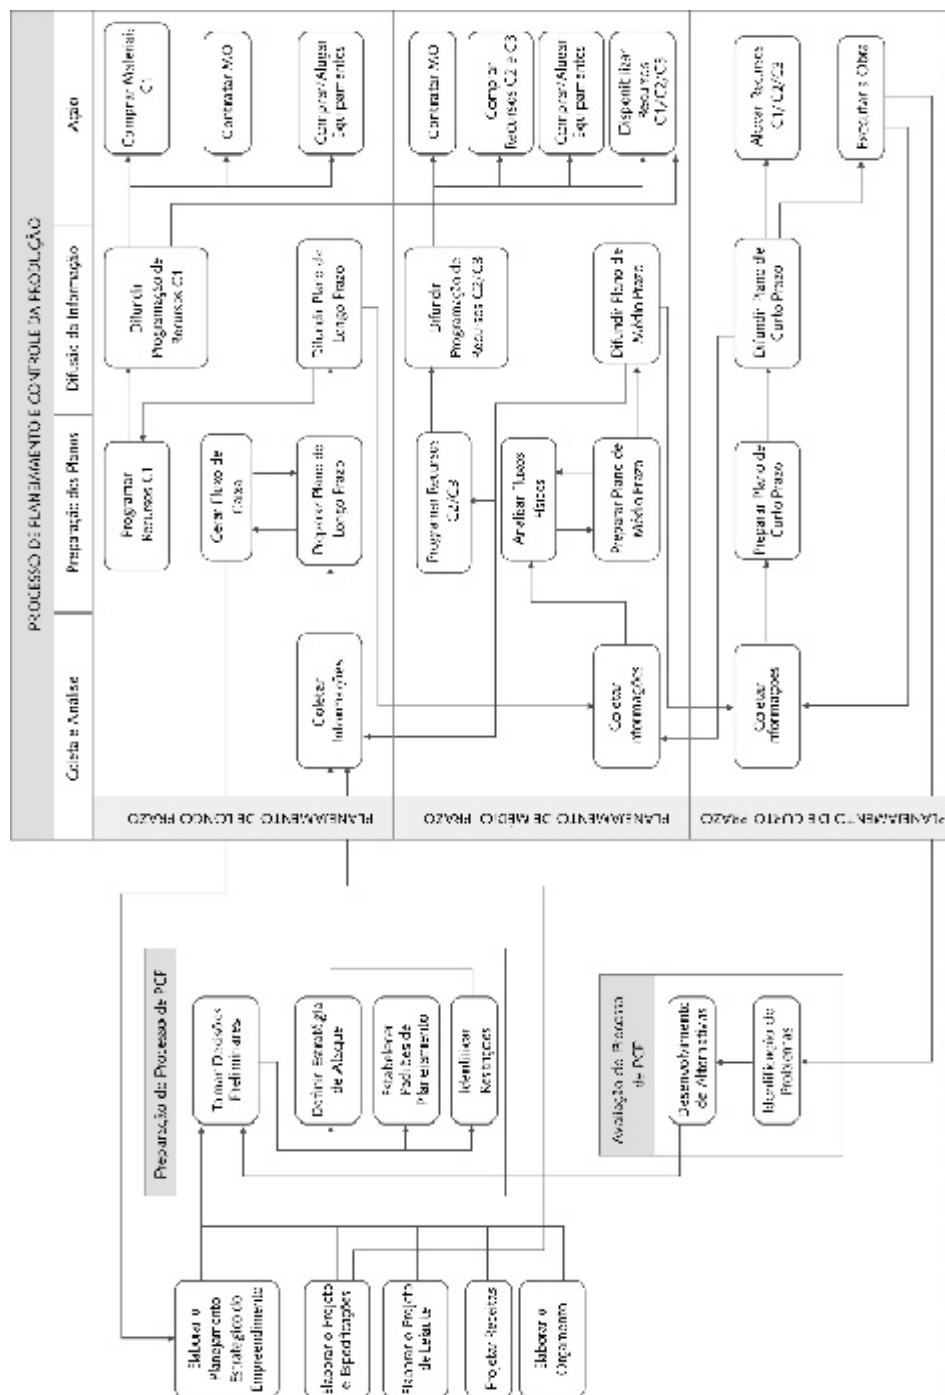 PROCESSO DE PLANEJAMENTO E CONTROLE DA PRODUÇÃO
Coleta e Análise
Preparação dos Planos
Difusão da Informação
Ação
PLANEJAMENTO DE LONGO PRAZO
Coletar
Informações
Programar
Recursos C1
Gerar Fluxo de
Caixa
Preparar Plano de
Longo Prazo
Difundir
Programação de
Recursos C1
Difundir Plano de
Longo Prazo
Comprar Materiais
C1
Contratar MO
Comprar/Alugar
Equipamentos
PLANEJAMENTO DE MÉDIO PRAZO
Coletar
Informações
Programar Recursos
C2/C3
Analisar Fluxos
Físicos
Preparar Plano de
Médio Prazo
Difundir
Programação de
Recursos C2/C3
Difundir Plano de
Médio Prazo
Contratar MO
Comprar
Recursos C2 e C3
Comprar/Alugar
Equipamentos
Disponibilizar
Recursos
C1/C2/C3
PLANEJAMENTO DE CURTO PRAZO
Coletar
Informações
Preparar Plano de
Curto Prazo
Difundir Plano de
Curto Prazo
Alocar Recursos
C1/C2/C3
Executar a Obra
Preparação do Processo de PCP
Tomar Decisões
Preliminares
Definir Estratégia
de Ataque
Estabelecer
Padrões de
Planejamento
Identificar
Restrições
Avaliação do Processo
de PCP
Desenvolvimento
de Alternativas
Identificação de
Problemas
Elaborar o
Planejamento
Estratégico do
Empreendimento
Elaborar o Projeto
e Especificações
Elaborar o Projeto
de Leiaute
Projetar Receitas
Elaborar o
Orçamento